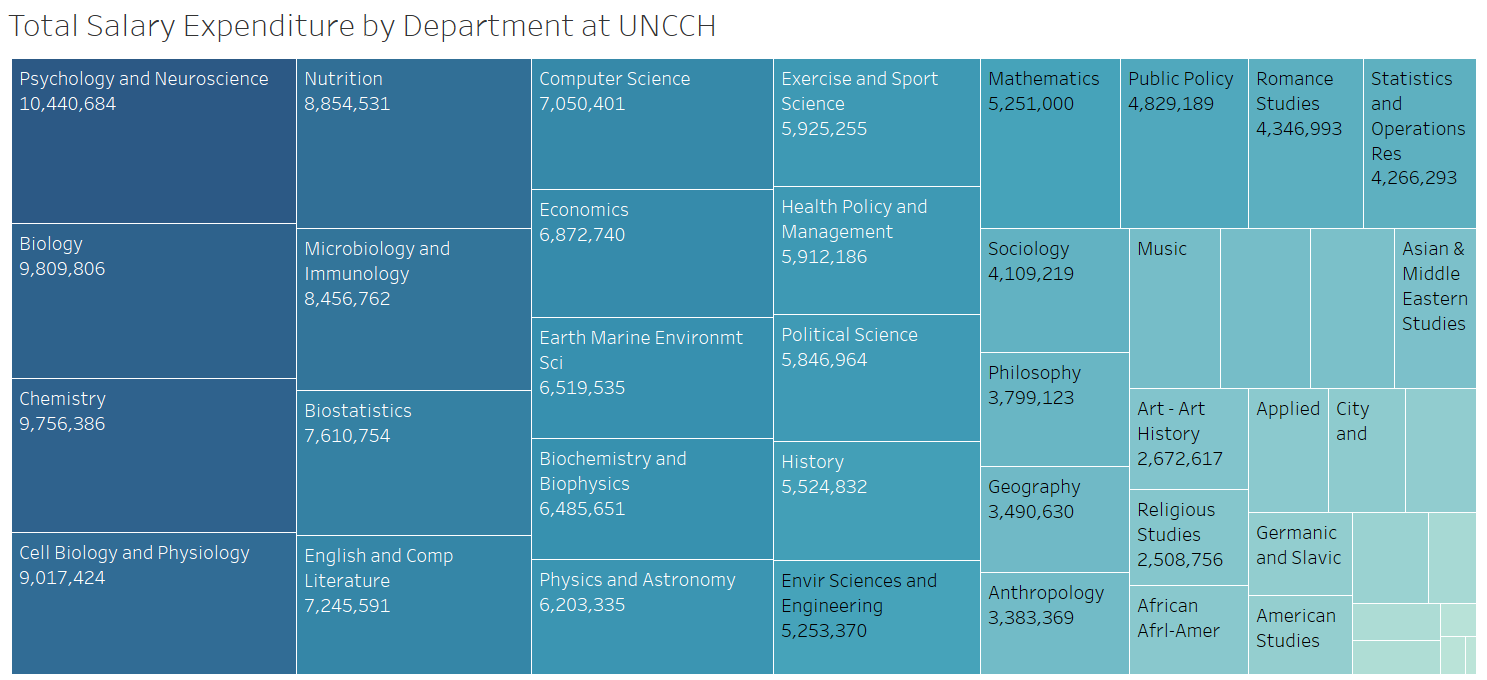 Total Salary Expenditure by Department at UNCCH
Psychology and Neuroscience
10,440,684
Biology
9,809,806
Chemistry
9,756,386
Cell Biology and Physiology
9,017,424
Nutrition
8,854,531
Microbiology and
Immunology
8,456,762
Biostatistics
7,610,754
English and Comp
Literature
7,245,591
Computer Science
7,050,401
Economics
6,872,740
Earth Marine Environmt
Sci
6,519,535
Biochemistry and
Biophysics
6,485,651
Physics and Astronomy
6,203,335
Exercise and Sport
Science
5,925,255
Health Policy and
Management
5,912,186
Political Science
5,846,964
History
5,524,832
Envir Sciences and
Engineering
5,253,370
Mathematics
5,251,000
Public Policy
4,829,189
Romance
Studies
4,346,993
Statistics
and
Operations
Res
4,266,293
Sociology
4,109,219
Philosophy
3,799,123
Geography
3,490,630
Anthropology
3,383,369
Music
Asian &
Middle
Eastern
Studies
Art - Art
History
2,672,617
Religious
Studies
2,508,756
African
Afrl-Amer
Applied
City
and
Germanic
and Slavic
American
Studies